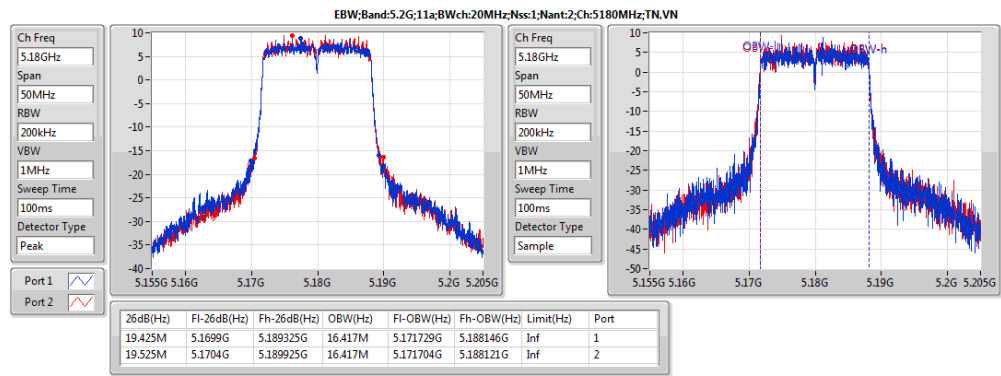 EBW;Band:5.2G;11a;BWch:20MHz;Nss:1;Nant:2;Ch:5180MHz;TN,VN
Ch Freq
5.18GHz
Span
50MHz
RBW
200kHz
VBW
1MHz
Sweep Time
100ms
Detector Type
Peak
Port 1
Port 2
10
5
0
-5
-10
-15
-20
-25
-30
-35
-40
5.155G 5.16G 5.17G 5.18G 5.19G 5.2G 5.205G
Ch Freq
5.18GHz
Span
50MHz
RBW
200kHz
VBW
1MHz
Sweep Time
100ms
Detector Type
Sample
10
5
0
-5
-10
-15
-20
-25
-30
-35
-40
-45
-50
5.155G 5.16G 5.17G 5.18G 5.19G 5.2G 5.205G
26dB(Hz) Fl-26dB(Hz) Fh-26dB(Hz) OBW(Hz) Fl-OBW(Hz) Fh-OBW(Hz) Limit(Hz) Port
19.425M 5.1699G 5.189325G 16.417M 5.171729G 5.188146G Inf 1
19.525M 5.1704G 5.189925G 16.417M 5.171704G 5.188121G Inf 2